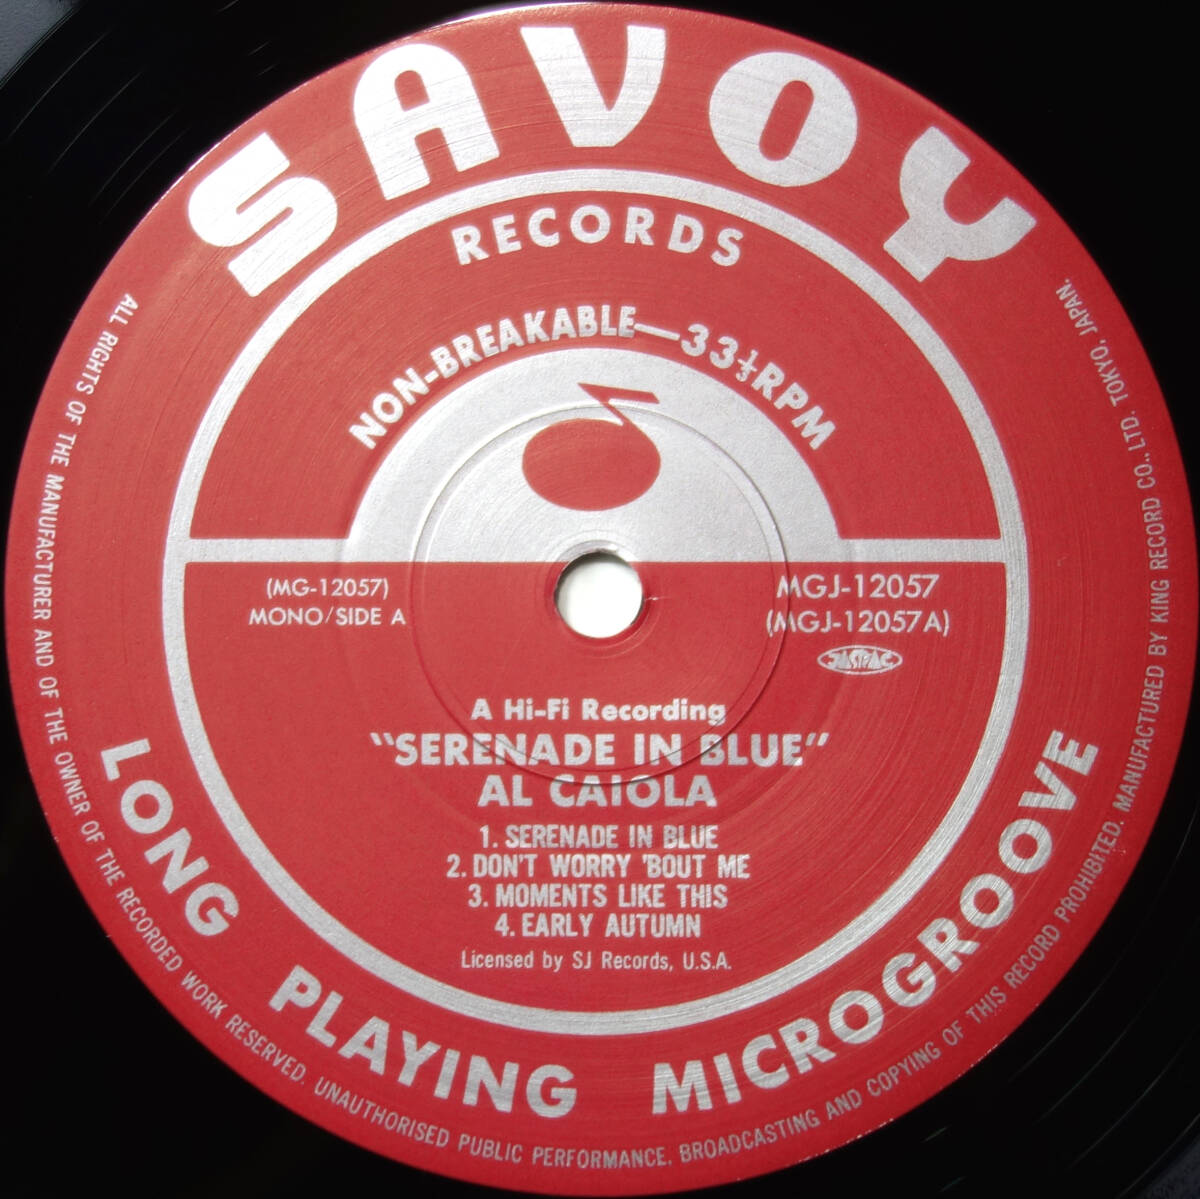 SAVOY
RECORDS
NON-BREAKABLE—33⅓RPM
(MG-12057)
MONO/SIDE A
MGJ-12057
(MGJ-12057A)
JASRAC
A Hi-Fi Recording
"SERENADE IN BLUE"
AL CAIOLA
1. SERENADE IN BLUE
2. DON'T WORRY 'BOUT ME
3. MOMENTS LIKE THIS
4. EARLY AUTUMN
Licensed by SJ Records, U.S.A.
LONG PLAYING MICROGROOVE
ALL RIGHTS OF THE MANUFACTURER AND OF THE OWNER OF THE RECORDED WORK RESERVED. UNAUTHORISED PUBLIC PERFORMANCE, BROADCASTING AND COPYING OF THIS RECORD PROHIBITED. MANUFACTURED BY KING RECORD CO., LTD. TOKYO, JAPAN.